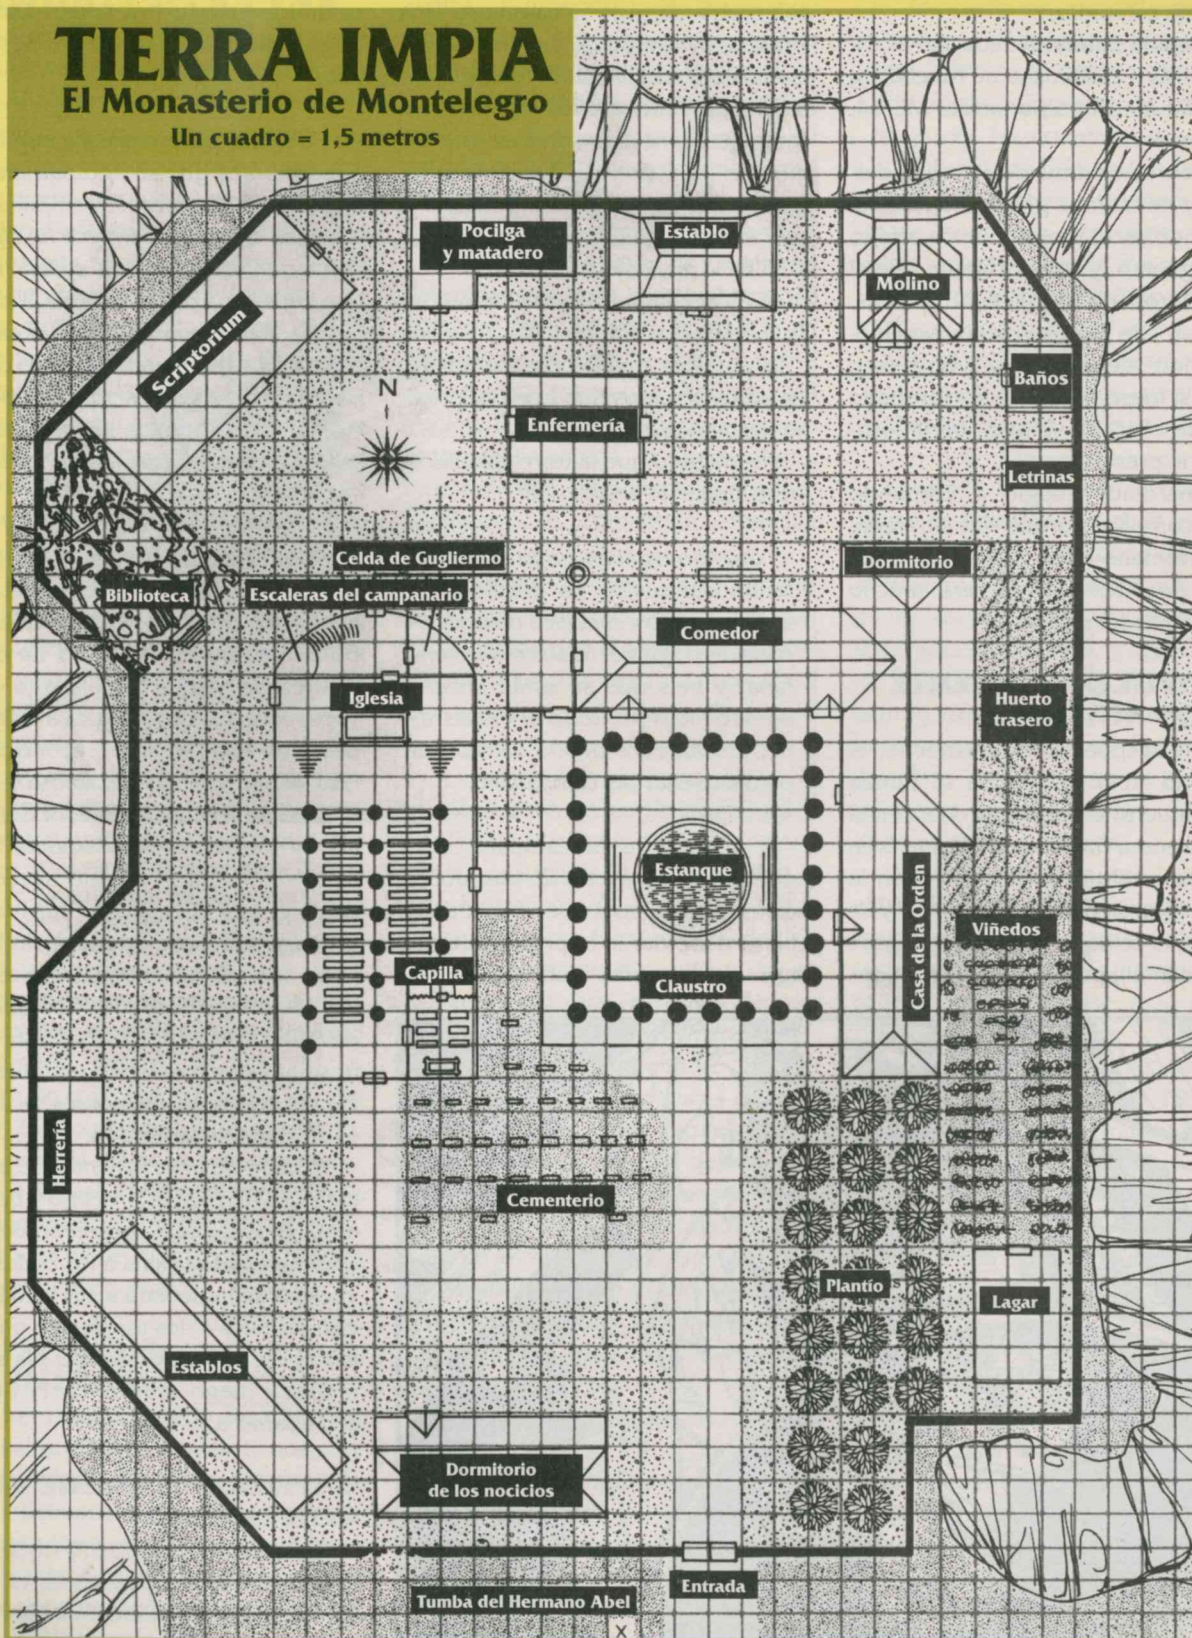 TIERRA IMPIA
El Monasterio de Montelegro
Un cuadro = 1,5 metros
Pocilga
y matadero
Establo
Molino
Scriptorium
Baños
N
Enfermería
Letrinas
Celda de Gugliermo
Dormitorio
Biblioteca
Escaleras del campanario
Comedor
Iglesia
Huerto
trasero
Estanque
Casa de la Orden
Viñedos
Capilla
Claustro
Herrería
Cementerio
Plantío
Lagar
Establos
Dormitorio
de los nocicios
Entrada
Tumba del Hermano Abel
X